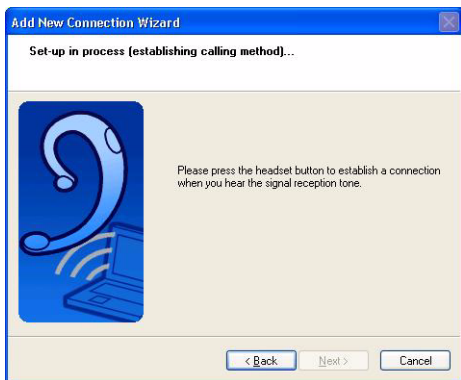 Add New Connection Wizard
Set-up in process (establishing calling method)...
Please press the headset button to establish a connection
when you hear the signal reception tone.
< Back
Next >
Cancel